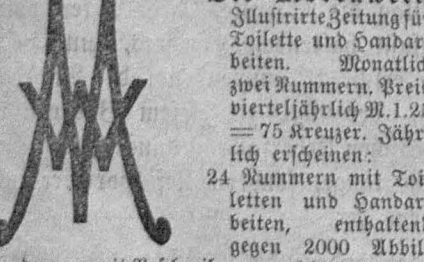 Illustrirte Zeitung für
Toilette und Handar-
beiten. Monatlich
zwei Nummern. Preis
vierteljährlich M. 1.25
= 75 Kreuzer. Jähr-
lich erscheinen:
24 Nummern mit Toi-
letten und Handar-
beiten, enthaltend
gegen 2000 Abbil-